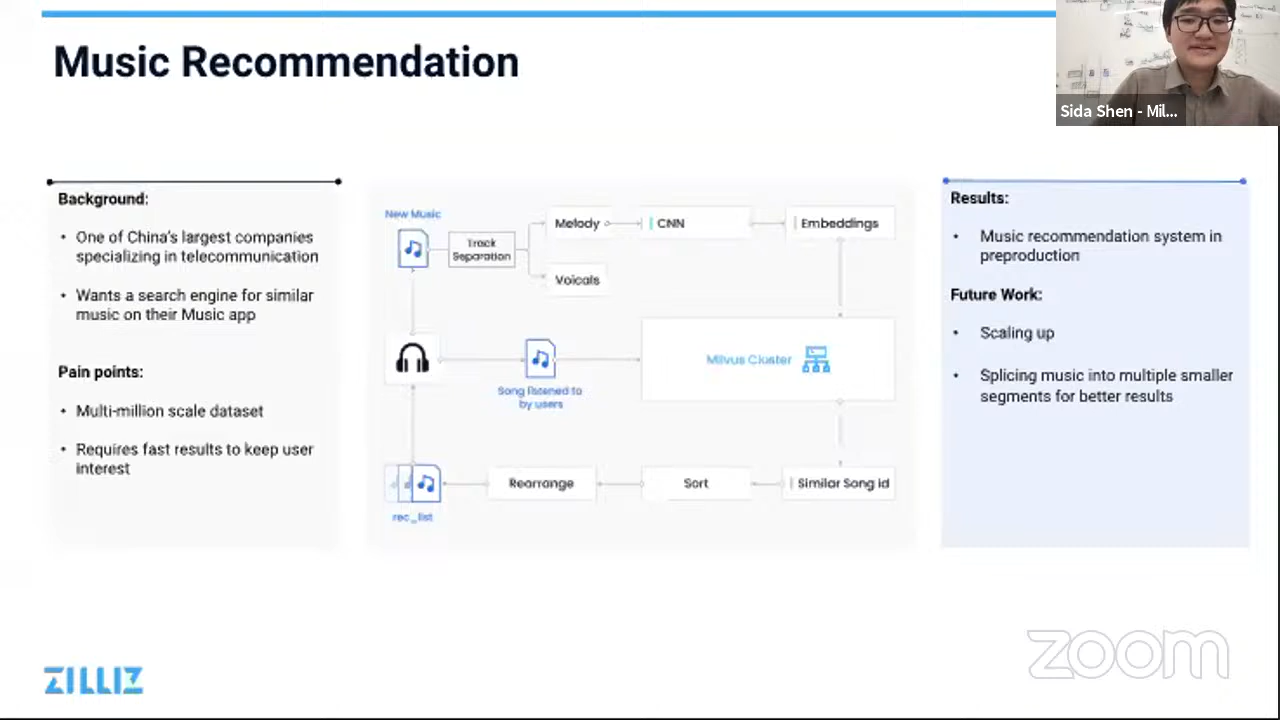 Music Recommendation
Sida Shen - Mil...
Background:
• One of China's largest companies
specializing in telecommunication
• Wants a search engine for similar
music on their Music app
Pain points:
• Multi-million scale dataset
• Requires fast results to keep user
interest
New Music
Track
Separation
Melody
CNN
Embeddings
Voicals
Song listened to
by users
Milvus Cluster
rec_list
Rearrange
Sort
Similar Song id
Results:
• Music recommendation system in
preproduction
Future Work:
• Scaling up
• Splicing music into multiple smaller
segments for better results
ZILLIZ
zoom